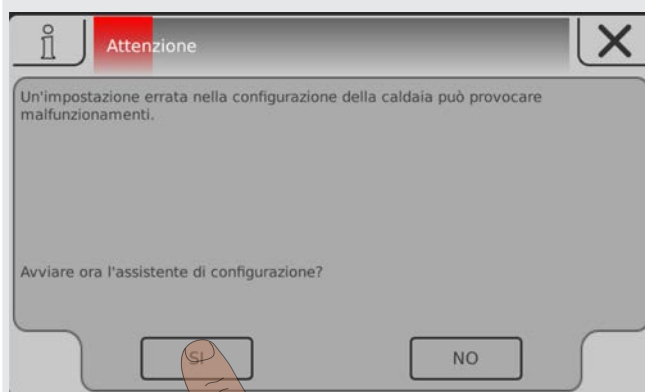 Attenzione
Un'impostazione errata nella configurazione della caldaia può provocare
malfunzionamenti.
Avviare ora l'assistente di configurazione?
SI
NO